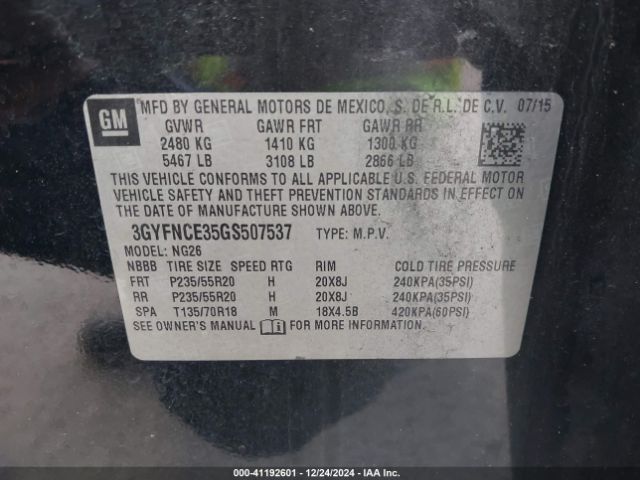 GM
MFD BY GENERAL MOTORS DE MEXICO, S. DE R.L. DE C.V. 07/15
GVWR GAWR FRT GAWR RR
2480 KG 1410 KG 1300 KG
5467 LB 3108 LB 2866 LB
THIS VEHICLE CONFORMS TO ALL APPLICABLE U.S. FEDERAL MOTOR
VEHICLE SAFETY AND THEFT PREVENTION STANDARDS IN EFFECT ON
THE DATE OF MANUFACTURE SHOWN ABOVE.
3GYFNCE35GS507537 TYPE: M.P.V.
MODEL: NG26
NBBB TIRE SIZE SPEED RTG RIM COLD TIRE PRESSURE
FRT P235/55R20 H 20X8J 240KPA(35PSI)
RR P235/55R20 H 20X8J 240KPA(35PSI)
SPA T135/70R18 M 18X4.5B 420KPA(60PSI)
SEE OWNER'S MANUAL FOR MORE INFORMATION.
000-41192601 - 12/24/2024 - IAA Inc.